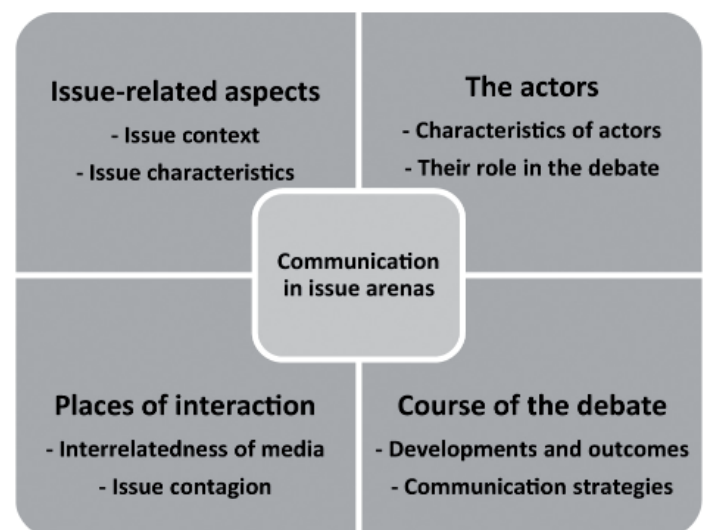 Issue-related aspects
- Issue context
- Issue characteristics
The actors
- Characteristics of actors
- Their role in the debate
Communication
in issue arenas
Places of interaction
- Interrelatedness of media
- Issue contagion
Course of the debate
- Developments and outcomes
- Communication strategies